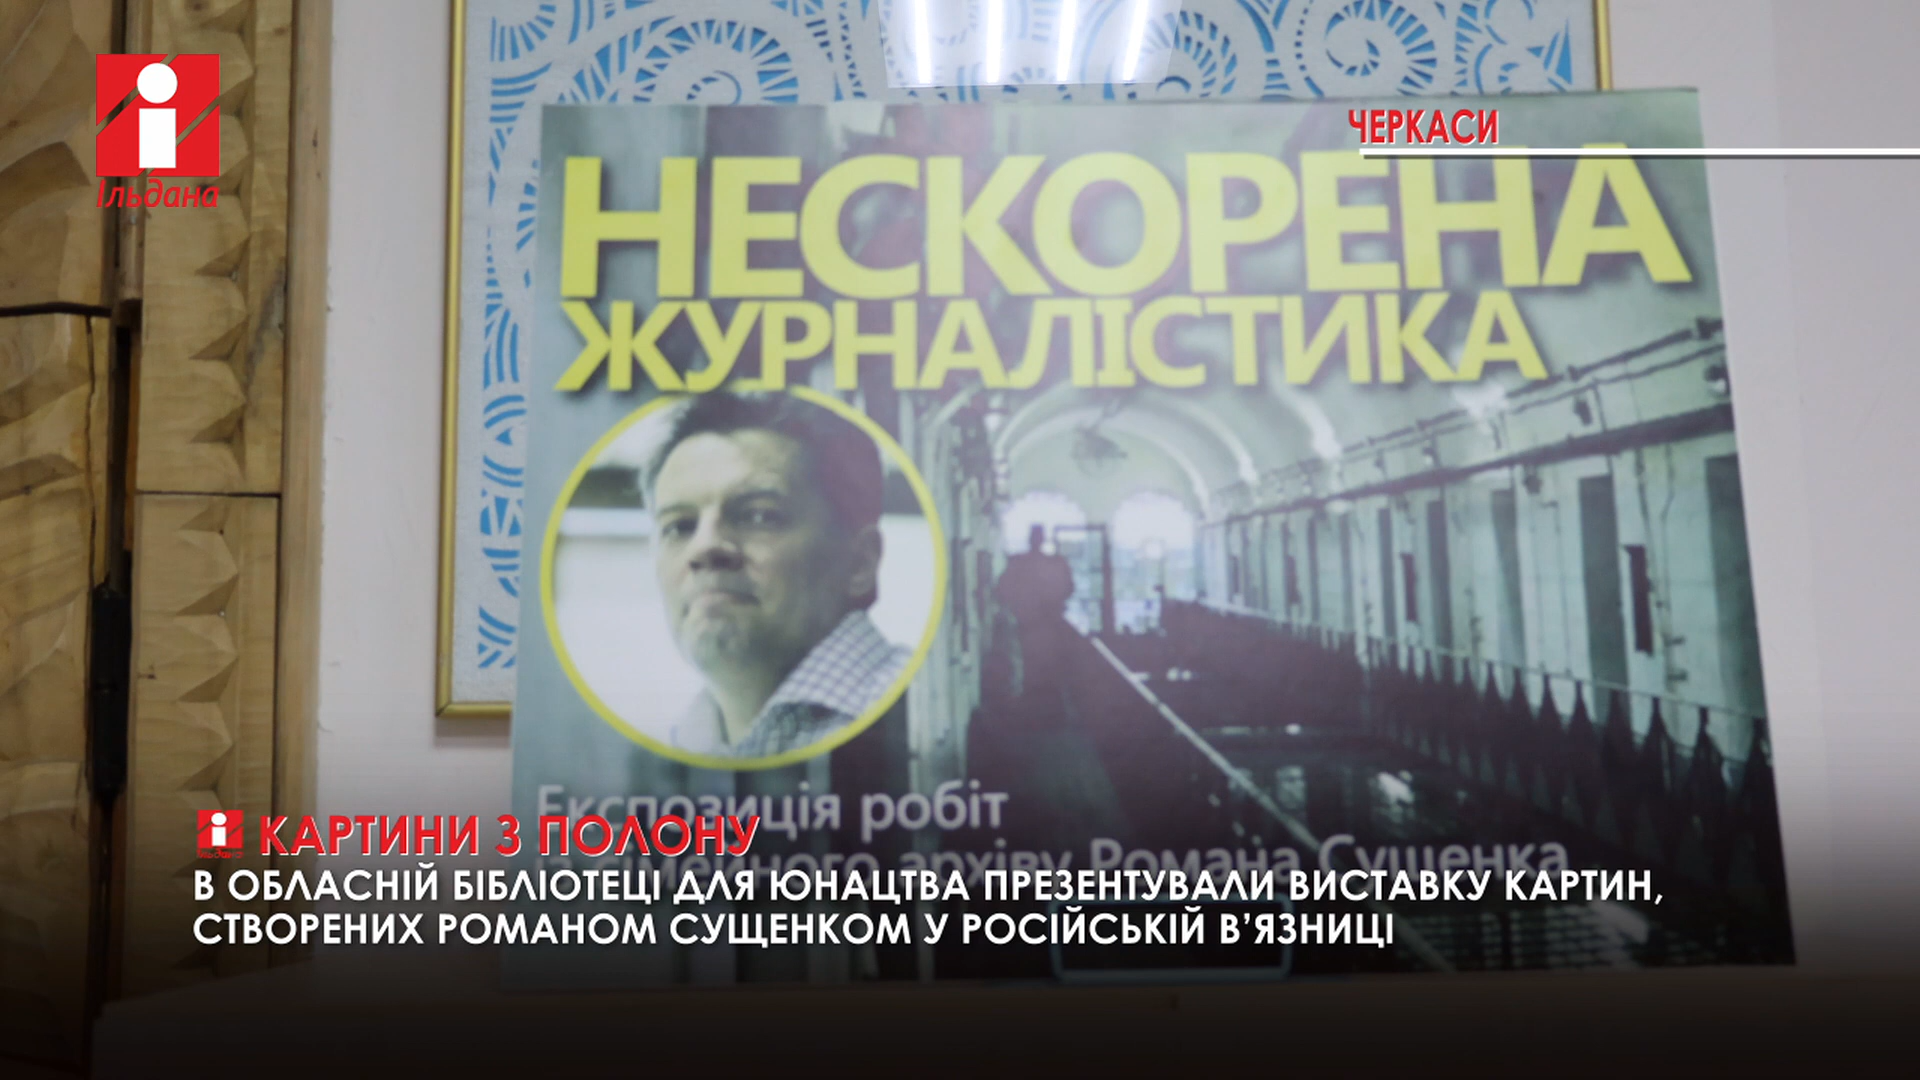 Ільдана
ЧЕРКАСИ
НЕСКОРЕНА
ЖУРНАЛІСТИКА
Експозиція робіт
архіву Романа Сущенка
Ільдана
КАРТИНИ З ПОЛОНУ
В ОБЛАСНІЙ БІБЛІОТЕЦІ ДЛЯ ЮНАЦТВА ПРЕЗЕНТУВАЛИ ВИСТАВКУ КАРТИН,
СТВОРЕНИХ РОМАНОМ СУЩЕНКОМ У РОСІЙСЬКІЙ В’ЯЗНИЦІ